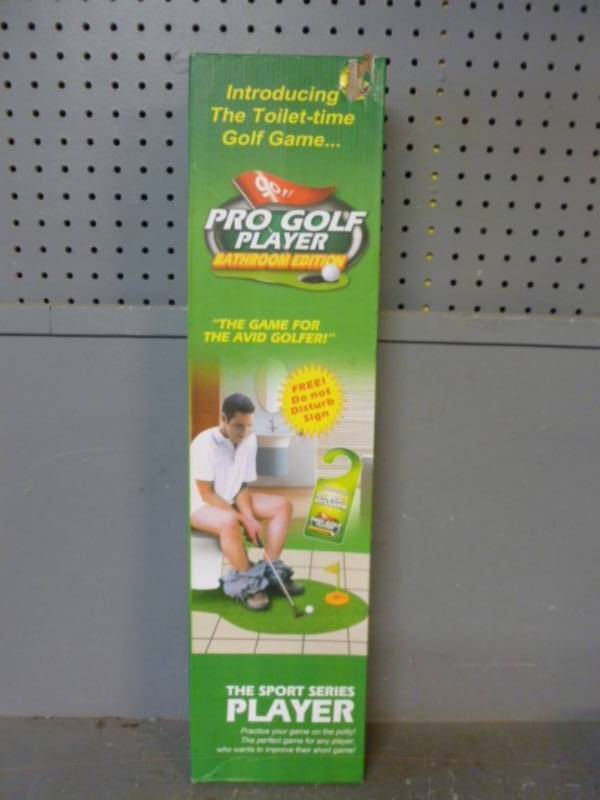 Introducing
The Toilet-time
Golf Game...
PRO GOLF
PLAYER
BATHROOM EDITION
"THE GAME FOR
THE AVID GOLFER!"
FREE!
Do not
Disturb
Sign
THE SPORT SERIES
PLAYER
Practice your game on the potty!
The perfect game for any player,
who wants to improve their short game!